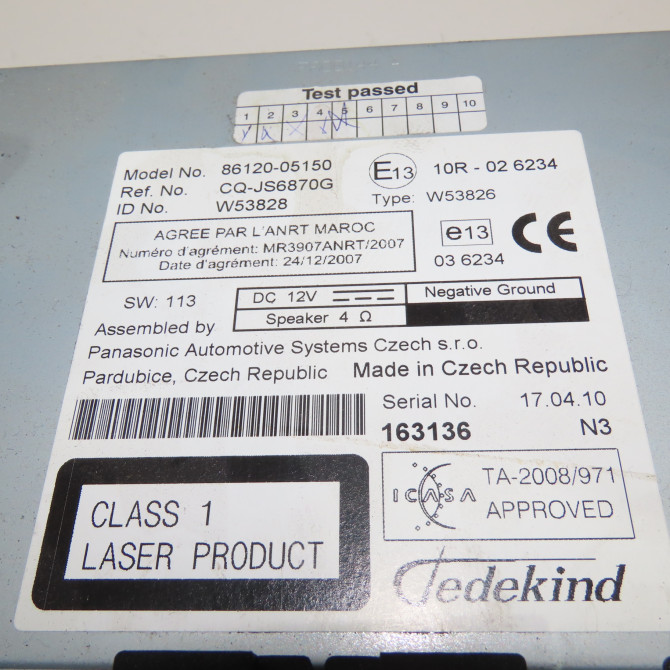 Test passed
1 2 3 4 5 6 7 8 9 10
Model No. 86120-05150
Ref. No. CQ-JS6870G
ID No. W53828
E13 10R - 02 6234
Type: W53826
AGREE PAR L'ANRT MAROC
Numéro d'agrément: MR3907ANRT/2007
Date d'agrément: 24/12/2007
e13 CE
03 6234
SW: 113
DC 12V
Negative Ground
Speaker 4 Ω
Assembled by
Panasonic Automotive Systems Czech s.r.o.
Pardubice, Czech Republic Made in Czech Republic
Serial No. 17.04.10
163136 N3
CLASS 1
LASER PRODUCT
ICASA
TA-2008/971
APPROVED
Tedekind